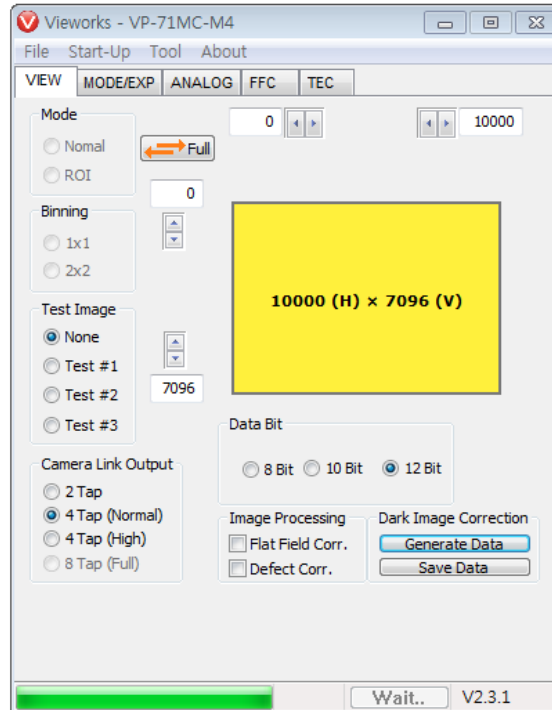 Vieworks - VP-71MC-M4
File Start-Up Tool About
VIEW MODE/EXP ANALOG FFC TEC
Mode
Nomal
ROI
Full
0
10000
0
Binning
1x1
2x2
10000 (H) × 7096 (V)
Test Image
None
Test #1
Test #2
Test #3
7096
Data Bit
8 Bit 10 Bit 12 Bit
Camera Link Output
2 Tap
4 Tap (Normal)
4 Tap (High)
8 Tap (Full)
Image Processing
Flat Field Corr.
Defect Corr.
Dark Image Correction
Generate Data
Save Data
Wait.. V2.3.1